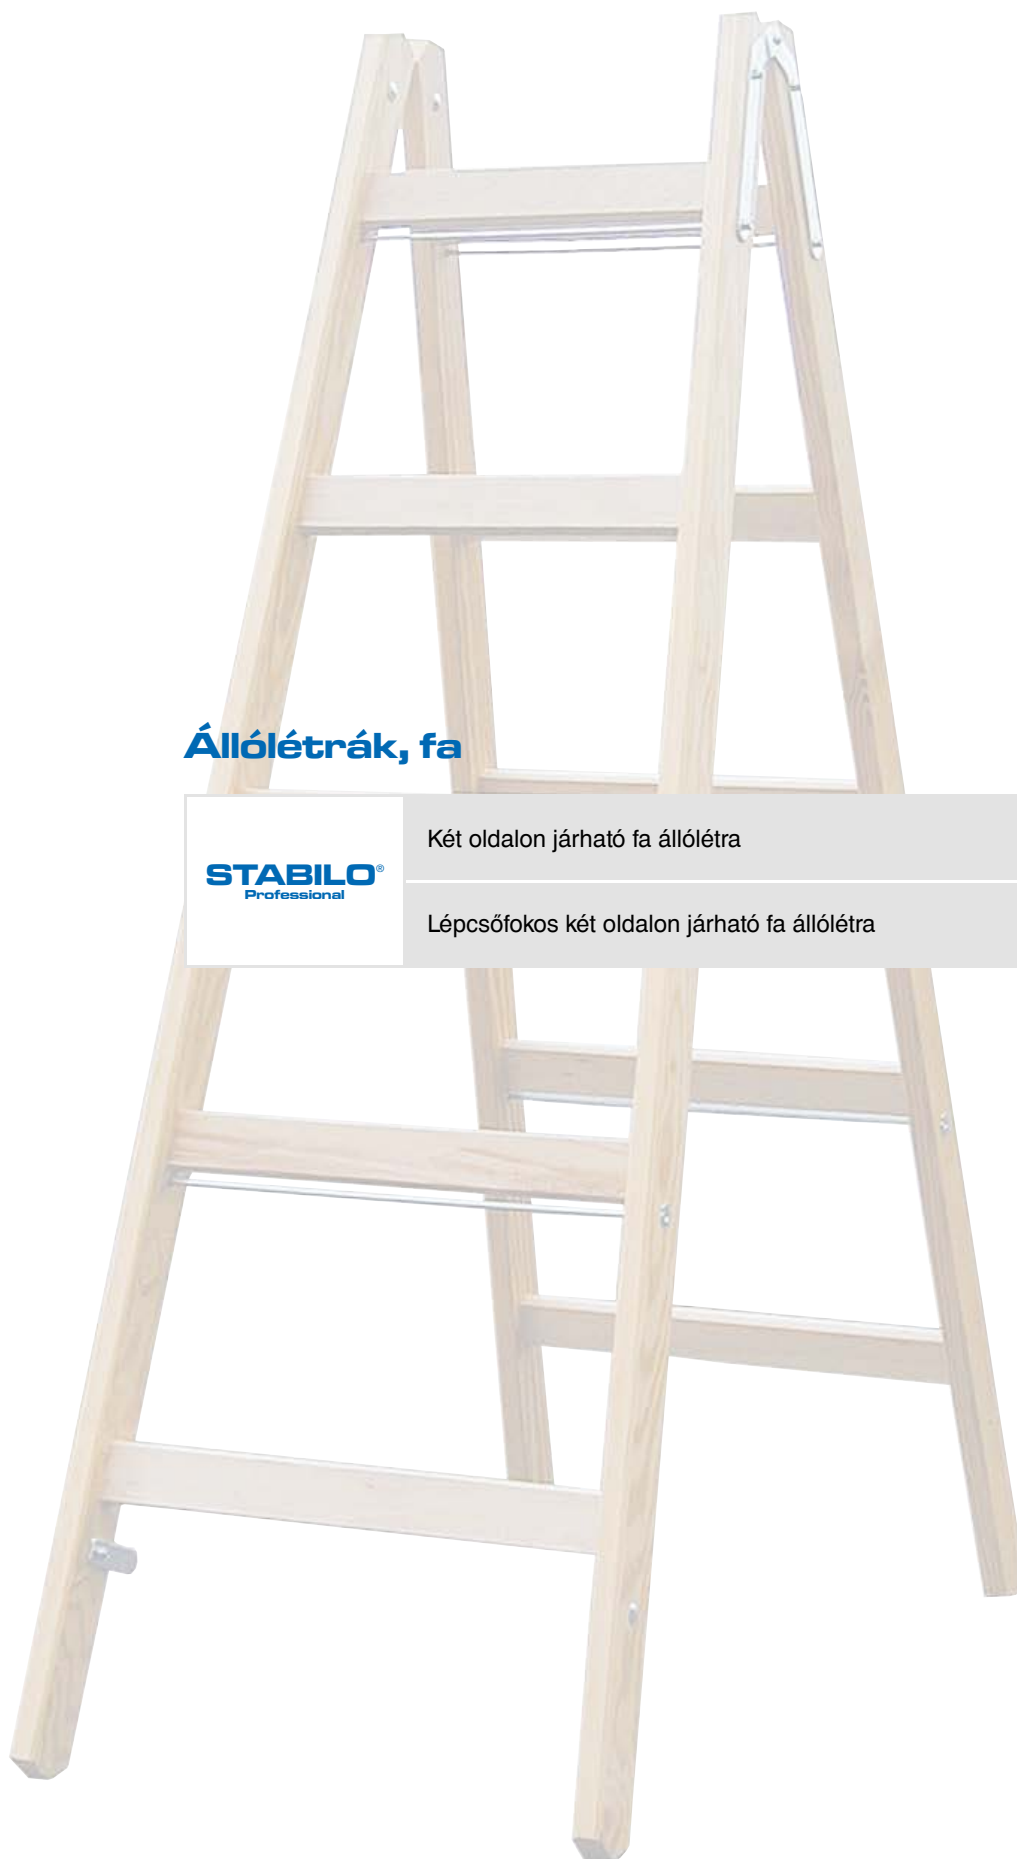 Állólétrák, fa
STABILO®
Professional
Két oldalon járható fa állólétra
Lépcsőfokos két oldalon járható fa állólétra